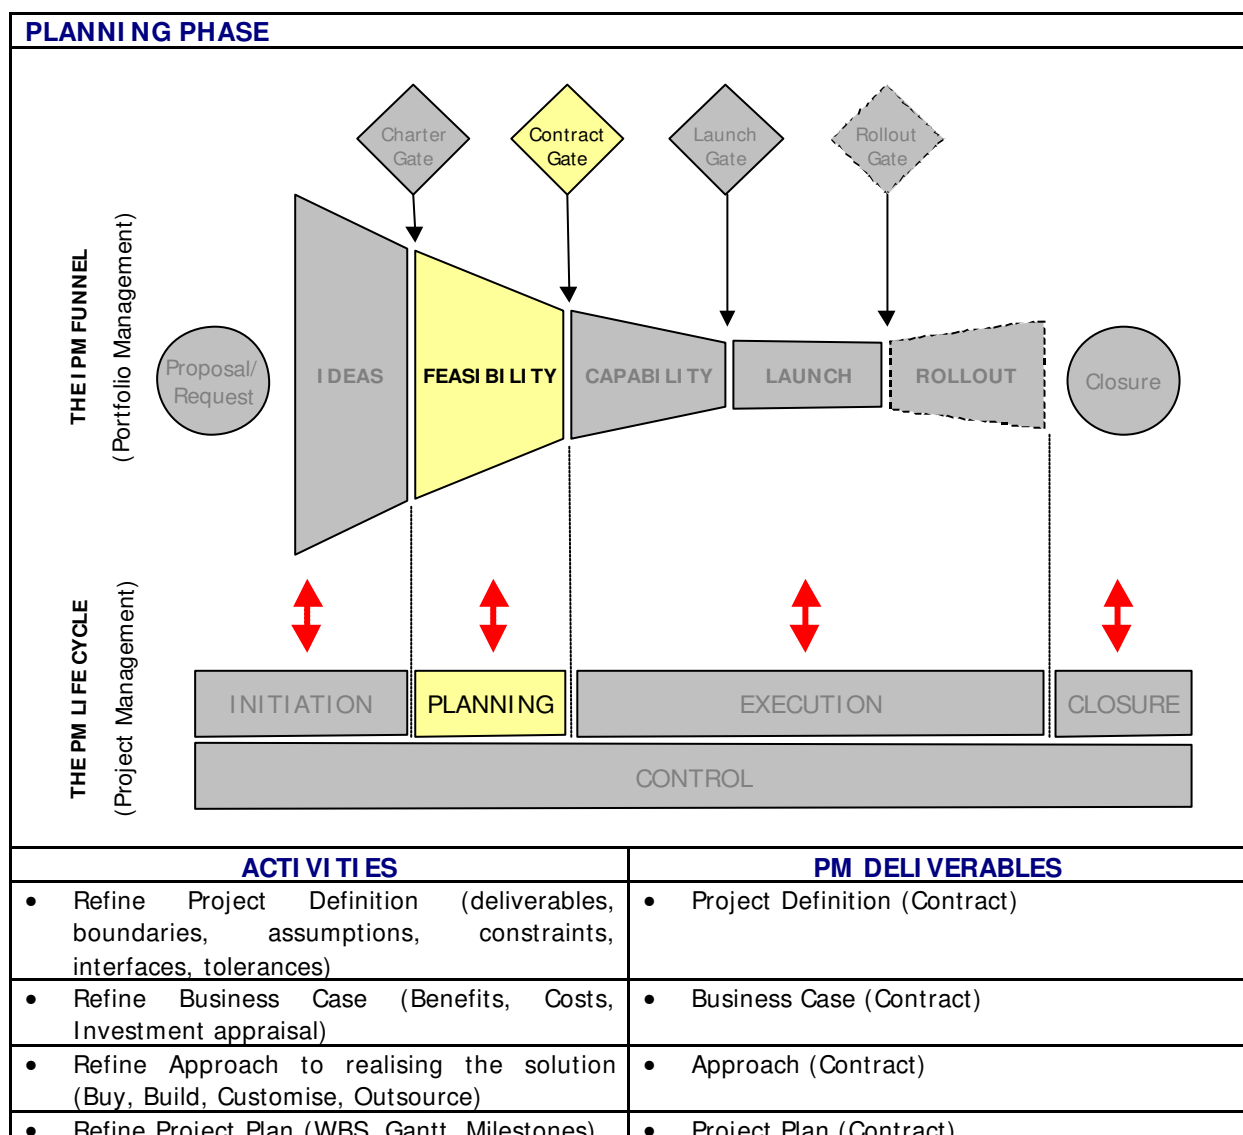 PLANNING PHASE
Charter
Gate
Contract
Gate
Launch
Gate
Rollout
Gate
THE IPM FUNNEL
(Portfolio Management)
Proposal/
Request
IDEAS
FEASIBILITY
CAPABILITY
LAUNCH
ROLLOUT
Closure
THE PM LIFE CYCLE
(Project Management)
INITIATION
PLANNING
EXECUTION
CLOSURE
CONTROL
ACTIVITIES
PM DELIVERABLES
• Refine Project Definition (deliverables,
boundaries, assumptions, constraints,
interfaces, tolerances)
• Project Definition (Contract)
• Refine Business Case (Benefits, Costs,
Investment appraisal)
• Business Case (Contract)
• Refine Approach to realising the solution
(Buy, Build, Customise, Outsource)
• Approach (Contract)
• Refine Project Plan (WBS, Gantt, Milestones)
• Project Plan (Contract)